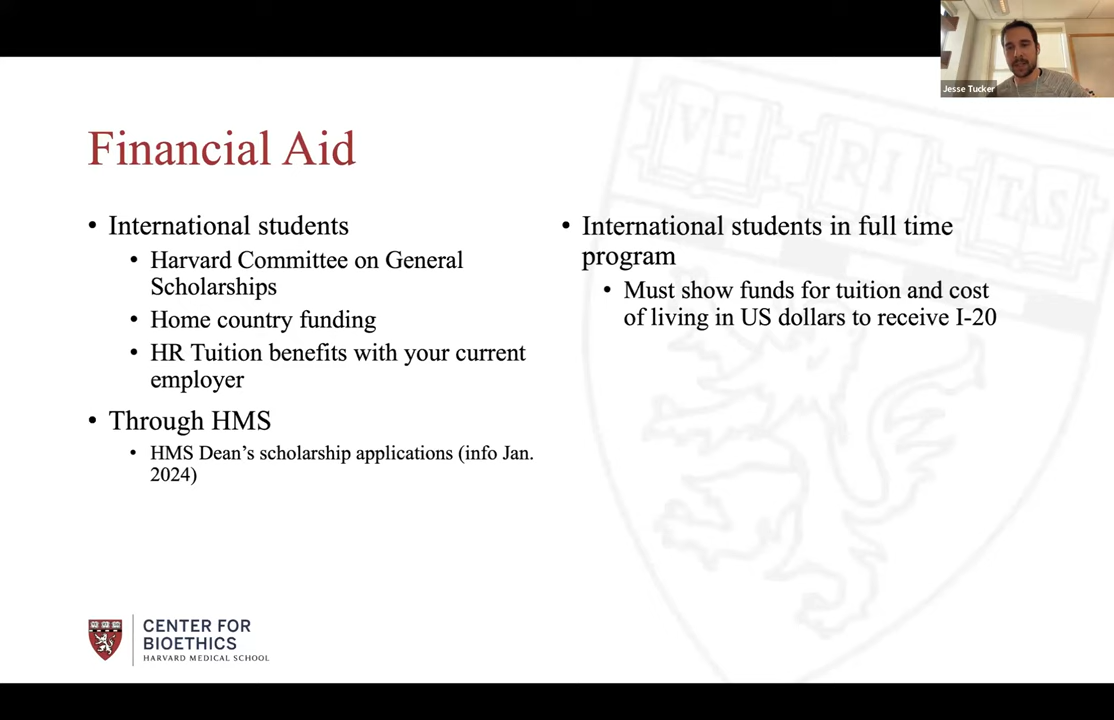 Jesse Tucker
VE
RI
TAS
Financial Aid
• International students
• Harvard Committee on General
Scholarships
• Home country funding
• HR Tuition benefits with your current
employer
• Through HMS
• HMS Dean’s scholarship applications (info Jan.
2024)
• International students in full time
program
• Must show funds for tuition and cost
of living in US dollars to receive I-20
CENTER FOR
BIOETHICS
HARVARD MEDICAL SCHOOL